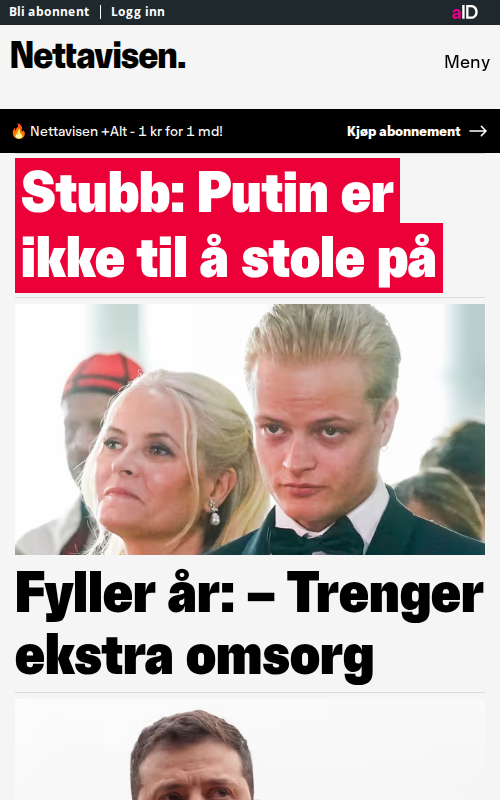 Bli abonnent | Logg inn
aID
Nettavisen.
Meny
🔥 Nettavisen +Alt - 1 kr for 1 md!
Kjøp abonnement →
Stubb: Putin er
ikke til å stole på
Fyller år: – Trenger
ekstra omsorg